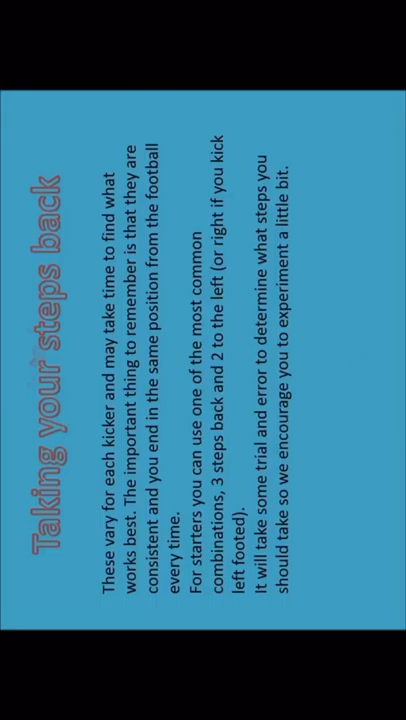 Taking your steps back
These vary for each kicker and may take time to find what
works best. The important thing to remember is that they are
consistent and you end in the same position from the football
every time.
For starters you can use one of the most common
combinations, 3 steps back and 2 to the left (or right if you kick
left footed).
It will take some trial and error to determine what steps you
should take so we encourage you to experiment a little bit.